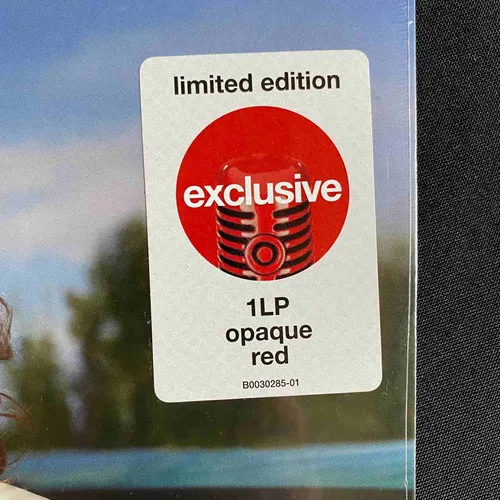 limited edition
exclusive
1LP
opaque
red
B0030285-01